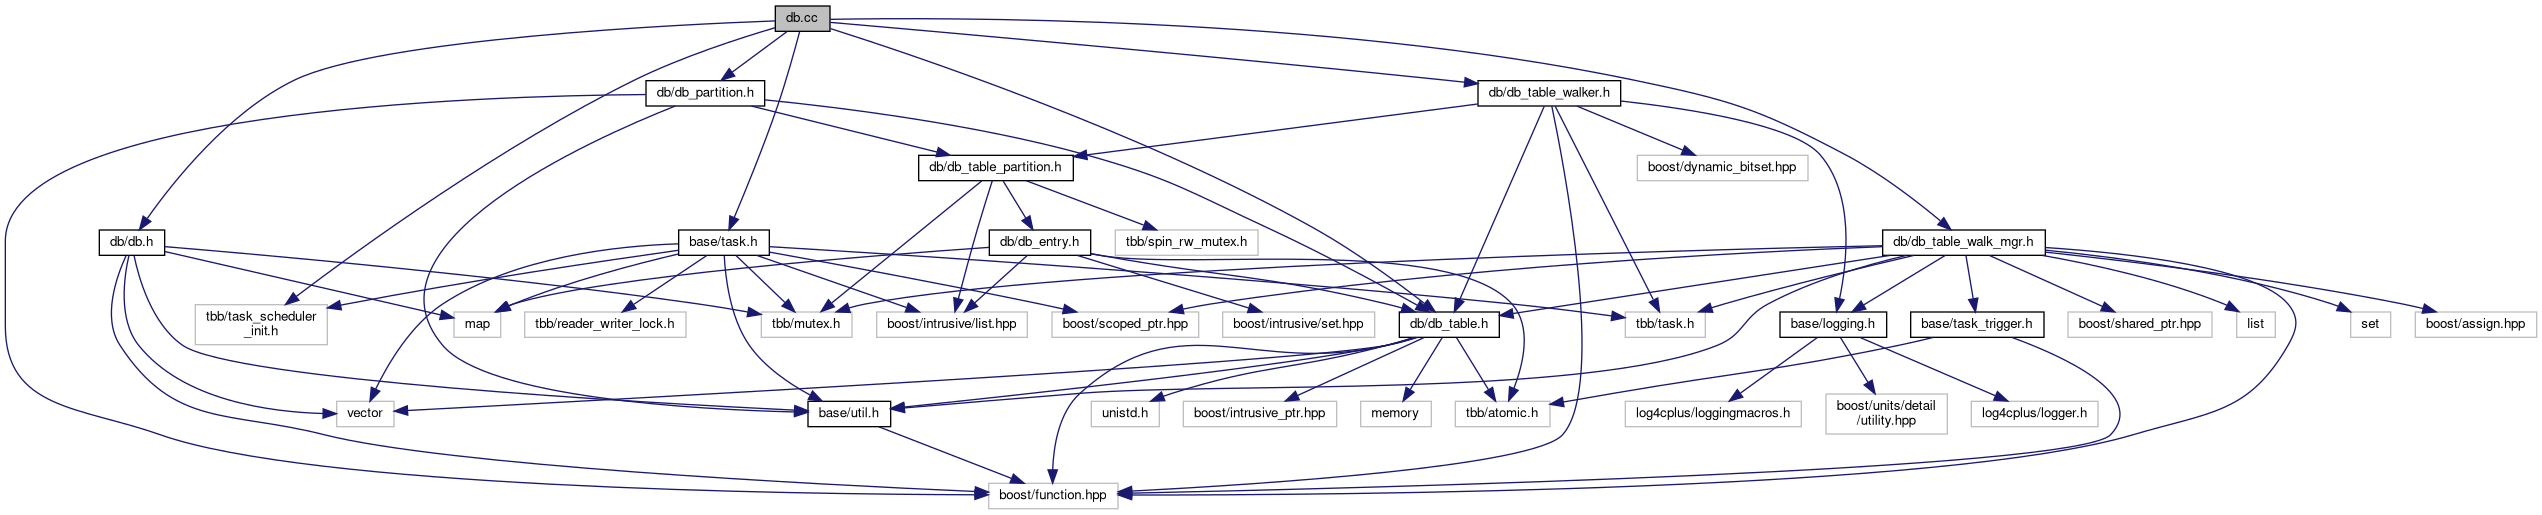 db.cc
db/db_partition.h
db/db_table_walker.h
db/db_table_partition.h
boost/dynamic_bitset.hpp
db/db.h
base/task.h
db/db_entry.h
tbb/spin_rw_mutex.h
db/db_table_walk_mgr.h
tbb/task_scheduler
_init.h
map
tbb/reader_writer_lock.h
tbb/mutex.h
boost/intrusive/list.hpp
boost/scoped_ptr.hpp
boost/intrusive/set.hpp
db/db_table.h
tbb/task.h
base/logging.h
base/task_trigger.h
boost/shared_ptr.hpp
list
set
boost/assign.hpp
vector
base/util.h
unistd.h
boost/intrusive_ptr.hpp
memory
tbb/atomic.h
log4cplus/loggingmacros.h
boost/units/detail
/utility.hpp
log4cplus/logger.h
boost/function.hpp